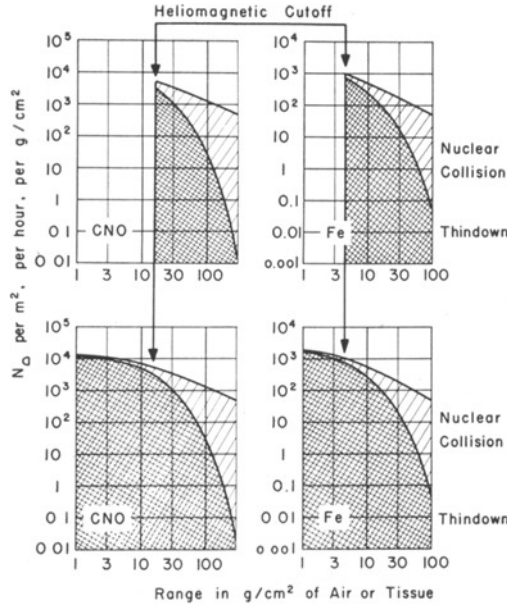 Heliomagnetic Cutoff
N_D per m², per hour, per g/cm²
10⁵
10⁴
10³
10²
10
1
0 1
0 01
CNO
1 3 10 30 100
10⁴
10³
10²
10
1
0.1
0.01
0.001
Fe
1 3 10 30 100
Nuclear
Collision
Thindown
10⁵
10⁴
10³
10²
10
1
0 1
0 01
CNO
1 3 10 30 100
10⁴
10³
10²
10
1
0.1
0 01
0.001
Fe
1 3 10 30 100
Nuclear
Collision
Thindown
Range in g/cm² of Air or Tissue